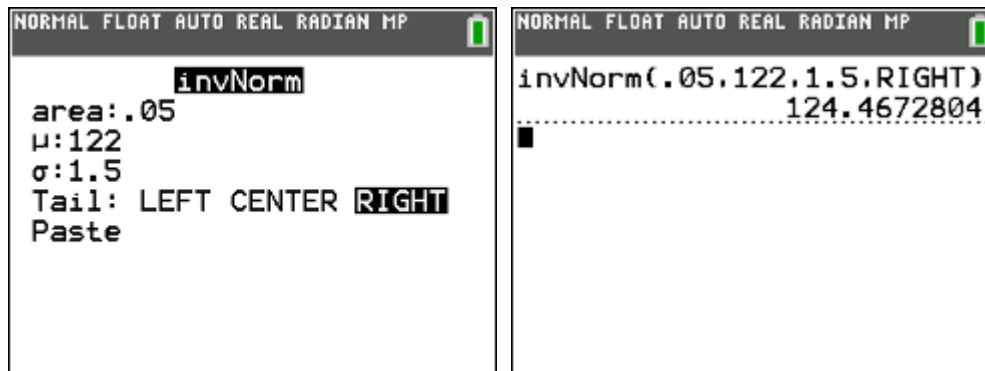 NORMAL FLOAT AUTO REAL RADIAN MP
invNorm
area:.05
μ:122
σ:1.5
Tail: LEFT CENTER RIGHT
Paste
NORMAL FLOAT AUTO REAL RADIAN MP
invNorm(.05,122,1.5,RIGHT)
124.4672804